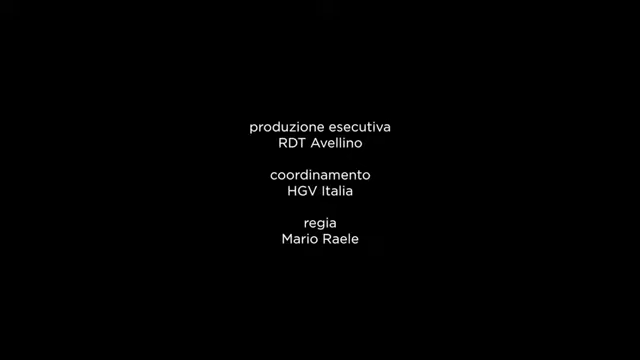 produzione esecutiva
RDT Avellino
coordinamento
HGV Italia
regia
Mario Raele